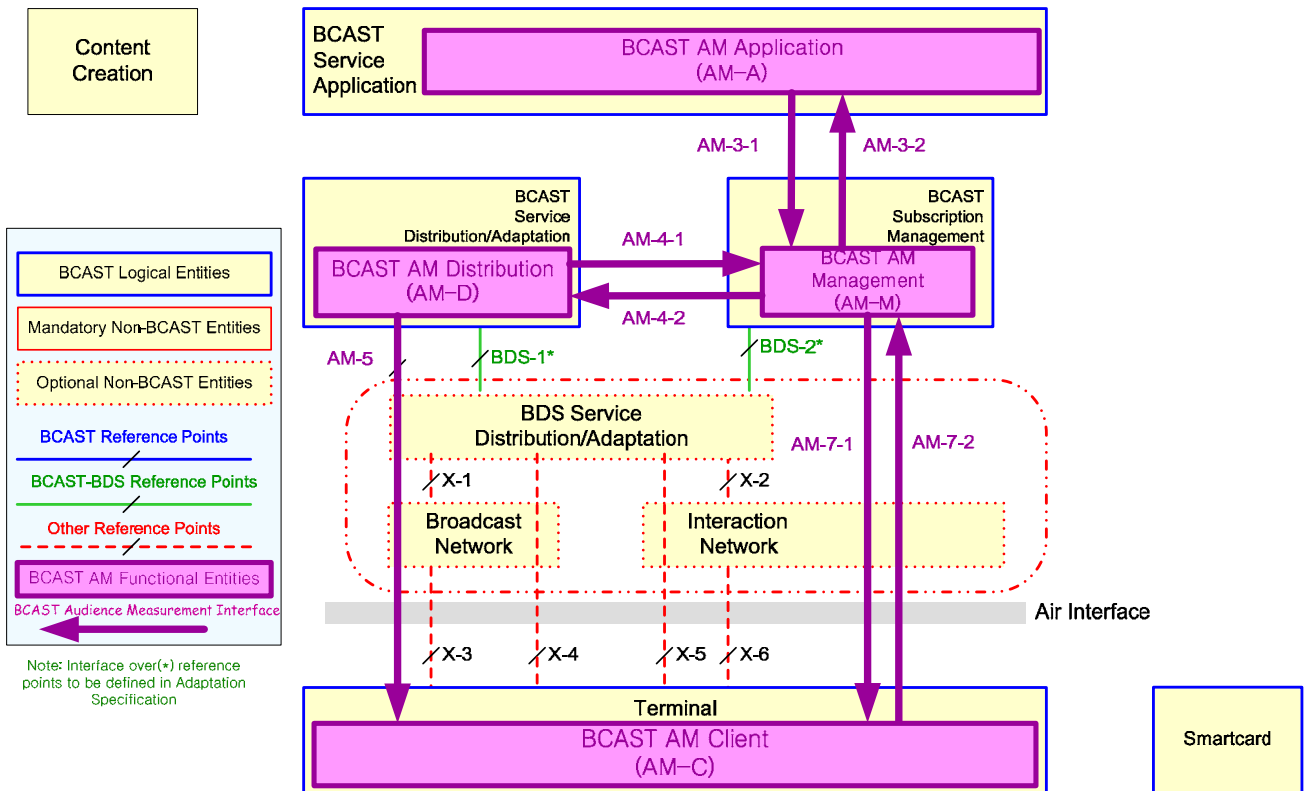 Content
Creation
BCAST
Service
Application
BCAST AM Application
(AM-A)
AM-3-1
AM-3-2
BCAST
Service
Distribution/Adaptation
BCAST AM Distribution
(AM-D)
AM-4-1
AM-4-2
BCAST
Subscription
Management
BCAST AM
Management
(AM-M)
BCAST Logical Entities
Mandatory Non-BCAST Entities
Optional Non-BCAST Entities
BCAST Reference Points
BCAST-BDS Reference Points
Other Reference Points
BCAST AM Functional Entities
BCAST Audience Measurement Interface
Note: Interface over(*) reference
points to be defined in Adaptation
Specification
AM-5
BDS-1*
BDS-2*
BDS Service
Distribution/Adaptation
AM-7-1
AM-7-2
X-1
X-2
Broadcast
Network
Interaction
Network
Air Interface
X-3
X-4
X-5
X-6
Terminal
BCAST AM Client
(AM-C)
Smartcard